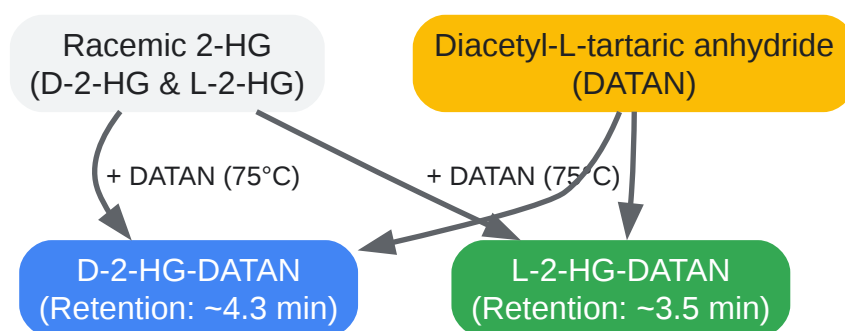 Racemic 2-HG
(D-2-HG & L-2-HG)
Diacetyl-L-tartaric anhydride
(DATAN)
+ DATAN (75°C)
+ DATAN (75°C)
D-2-HG-DATAN
(Retention: ~4.3 min)
L-2-HG-DATAN
(Retention: ~3.5 min)